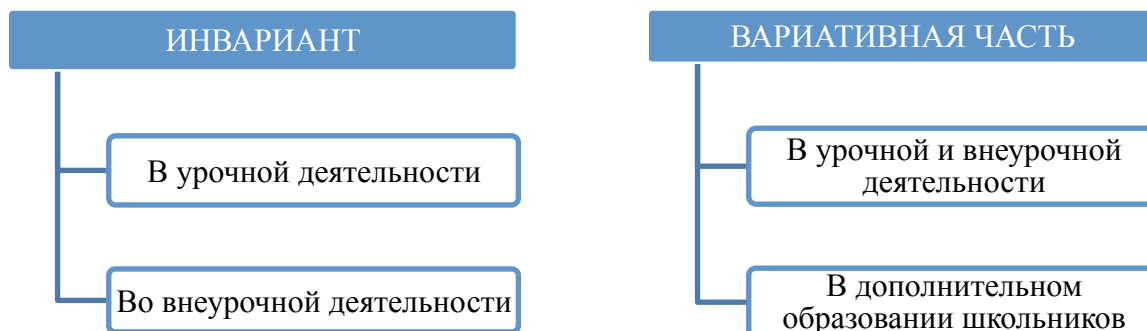 ИНВАРИАНТ
В урочной деятельности
Во внеурочной деятельности
ВАРИАТИВНАЯ ЧАСТЬ
В урочной и внеурочной
деятельности
В дополнительном
образовании школьников